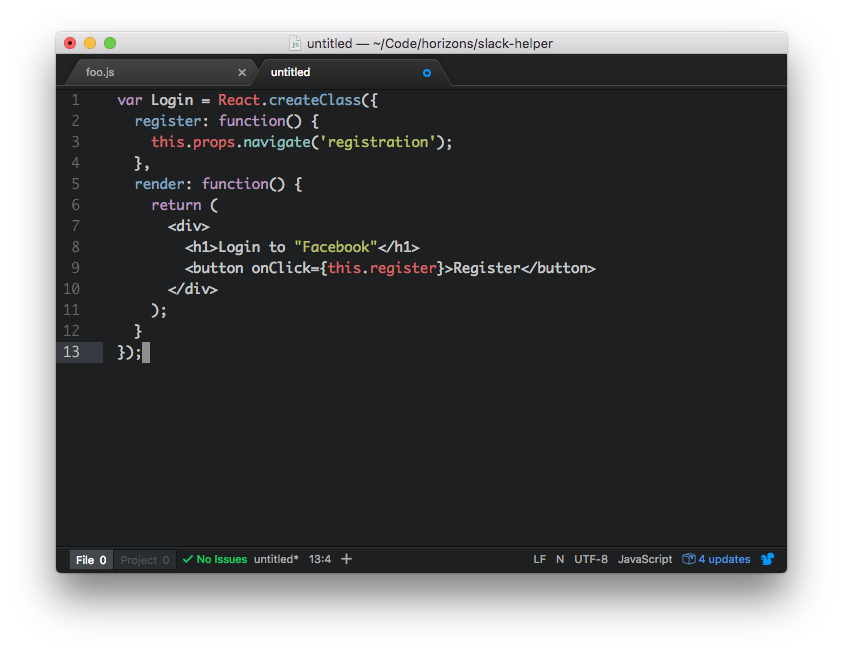 untitled — ~/Code/horizons/slack-helper
foo.js × untitled
1 var Login = React.createClass({
2 register: function() {
3 this.props.navigate('registration');
4 },
5 render: function() {
6 return (
7 <div>
8 <h1>Login to "Facebook"</h1>
9 <button onClick={this.register}>Register</button>
10 </div>
11 );
12 }
13 });
File 0 Project 0 ✓ No Issues untitled* 13:4 + LF N UTF-8 JavaScript 4 updates